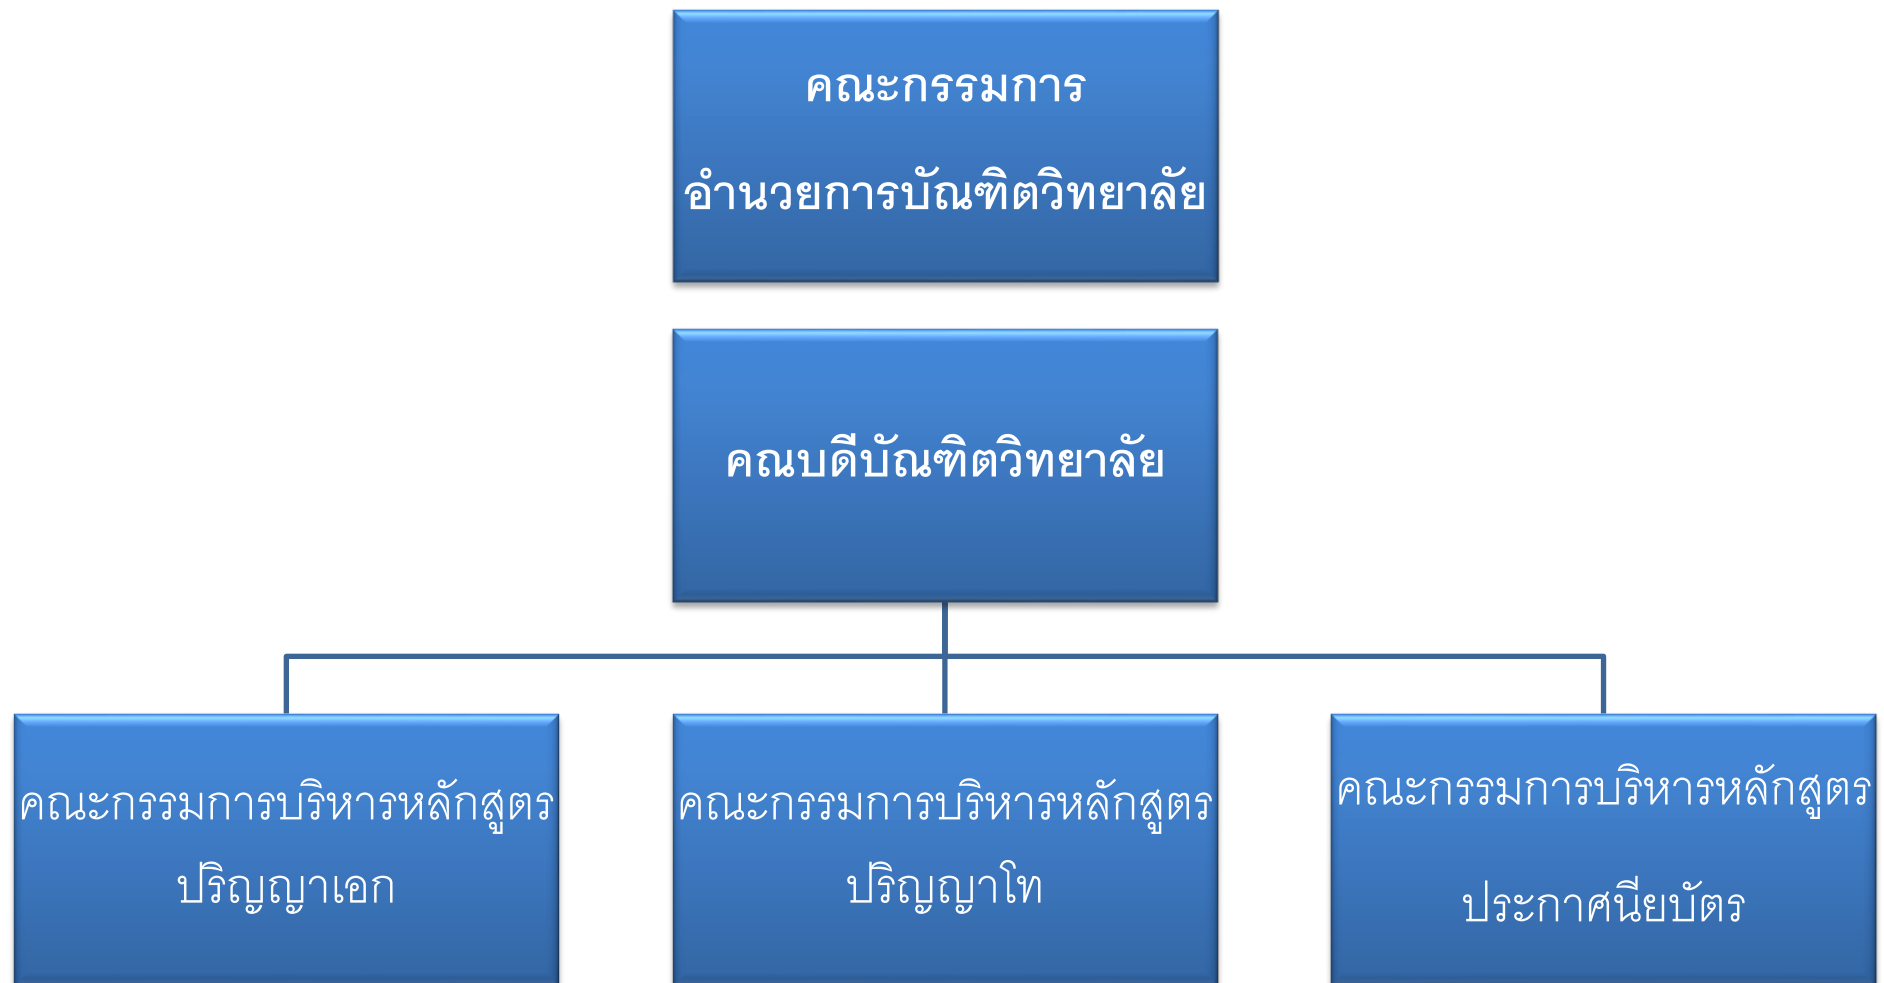 คณะกรรมการ
อำนวยการบัณฑิตวิทยาลัย
คณบดีบัณฑิตวิทยาลัย
คณะกรรมการบริหารหลักสูตร
ปริญญาเอก
คณะกรรมการบริหารหลักสูตร
ปริญญาโท
คณะกรรมการบริหารหลักสูตร
ประกาศนียบัตร